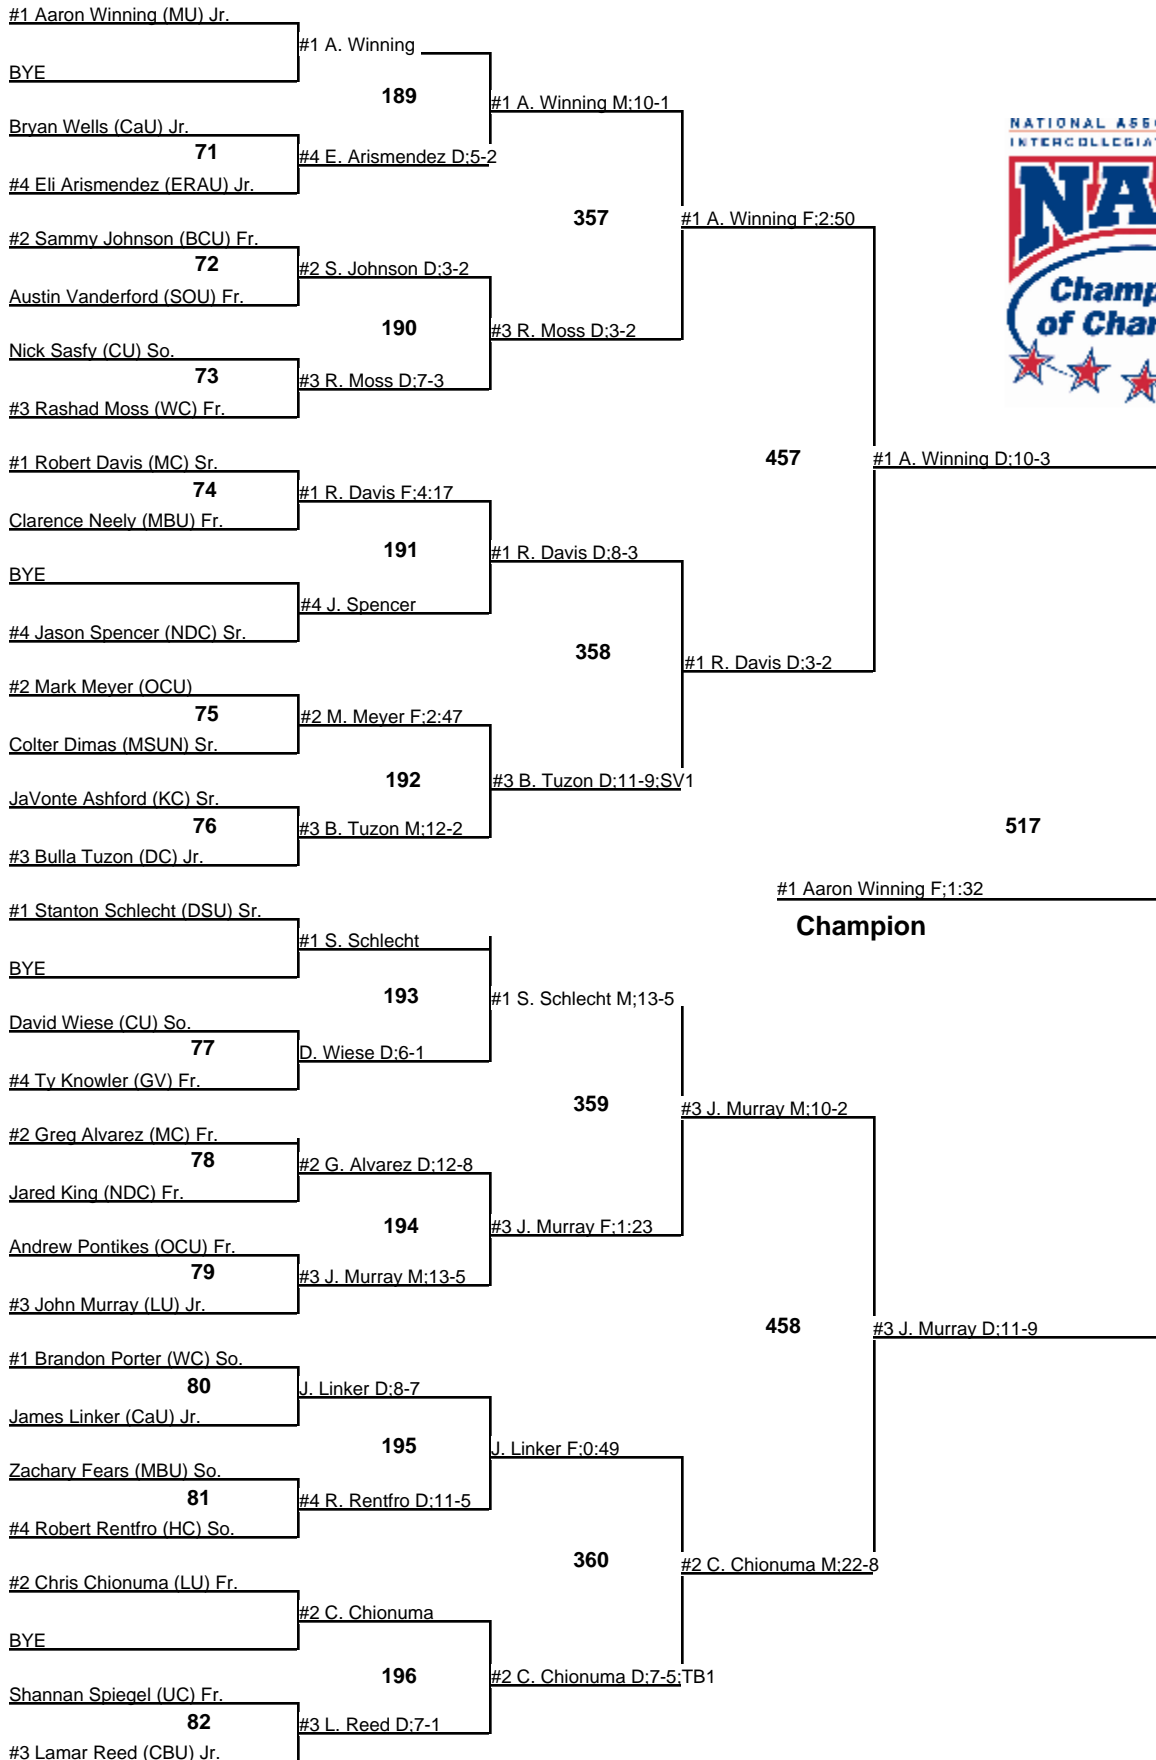 #1 Aaron Winning (MU) Jr.
#1 A. Winning
BYE
189
#1 A. Winning M;10-1
Bryan Wells (CaU) Jr.
71
#4 E. Arismendez D;5-2
#4 Eli Arismendez (ERAU) Jr.
357
#1 A. Winning F;2:50
#2 Sammy Johnson (BCU) Fr.
72
#2 S. Johnson D;3-2
Austin Vanderford (SOU) Fr.
190
#3 R. Moss D;3-2
Nick Sasfy (CU) So.
73
#3 R. Moss D;7-3
#3 Rashad Moss (WC) Fr.
457
#1 A. Winning D;10-3
#1 Robert Davis (MC) Sr.
74
#1 R. Davis F;4:17
Clarence Neely (MBU) Fr.
191
#1 R. Davis D;8-3
BYE
#4 J. Spencer
#4 Jason Spencer (NDC) Sr.
358
#1 R. Davis D;3-2
#2 Mark Meyer (OCU)
75
#2 M. Meyer F;2:47
Colter Dimas (MSUN) Sr.
192
#3 B. Tuzon D;11-9;SV1
JaVonte Ashford (KC) Sr.
76
#3 B. Tuzon M;12-2
#3 Bulla Tuzon (DC) Jr.
517
#1 Aaron Winning F;1:32
Champion
#1 Stanton Schlecht (DSU) Sr.
#1 S. Schlecht
BYE
193
#1 S. Schlecht M;13-5
David Wiese (CU) So.
77
D. Wiese D;6-1
#4 Ty Knowler (GV) Fr.
359
#3 J. Murray M;10-2
#2 Greg Alvarez (MC) Fr.
78
#2 G. Alvarez D;12-8
Jared King (NDC) Fr.
194
#3 J. Murray F;1:23
Andrew Pontikes (OCU) Fr.
79
#3 J. Murray M;13-5
#3 John Murray (LU) Jr.
458
#3 J. Murray D;11-9
#1 Brandon Porter (WC) So.
80
J. Linker D;8-7
James Linker (CaU) Jr.
195
J. Linker F;0:49
Zachary Fears (MBU) So.
81
#4 R. Rentfro D;11-5
#4 Robert Rentfro (HC) So.
360
#2 C. Chionuma M;22-8
#2 Chris Chionuma (LU) Fr.
#2 C. Chionuma
BYE
196
#2 C. Chionuma D;7-5;TB1
Shannan Spiegel (UC) Fr.
82
#3 L. Reed D;7-1
#3 Lamar Reed (CBU) Jr.
NATIONAL
NA
of